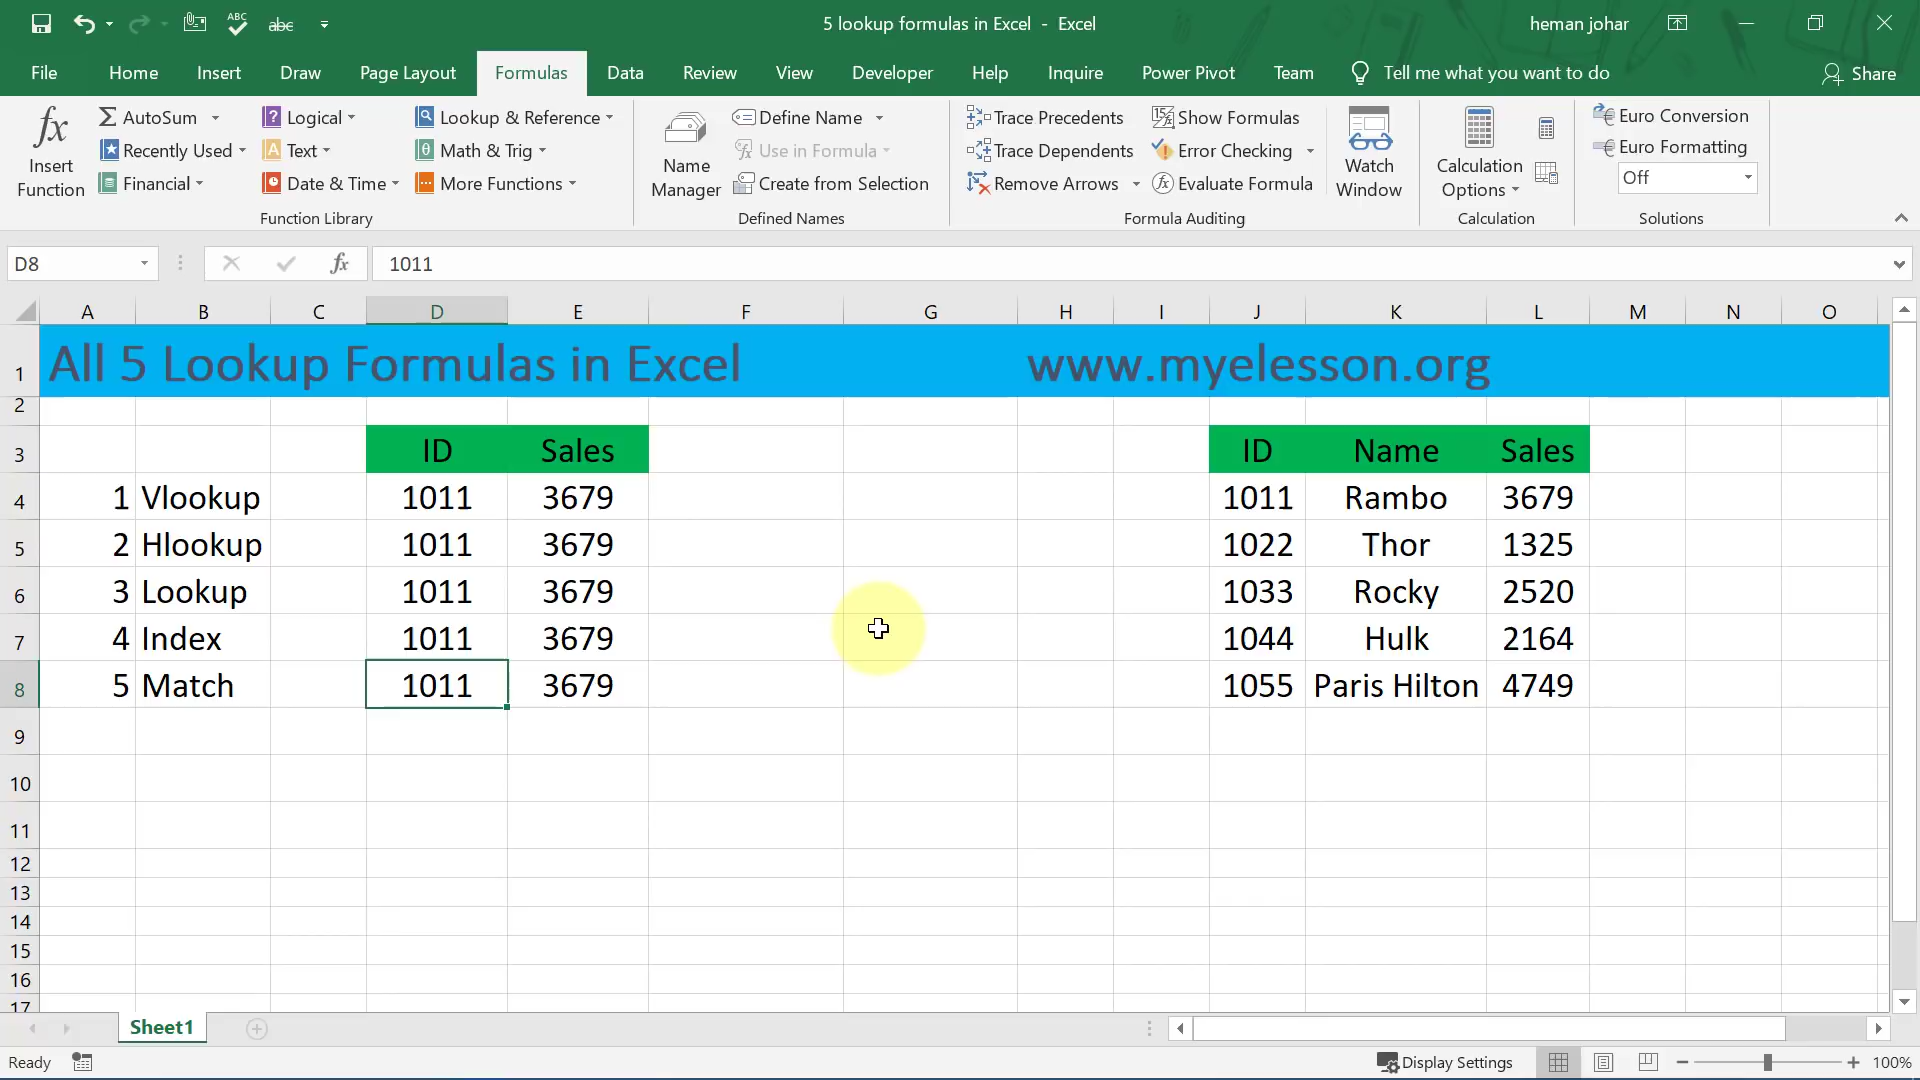 5 lookup formulas in Excel - Excel
heman johar
File Home Insert Draw Page Layout Formulas Data Review View Developer Help Inquire Power Pivot Team Tell me what you want to do Share
fx Insert Function
AutoSum
Recently Used
Financial
Logical
Text
Date & Time
Lookup & Reference
Math & Trig
More Functions
Function Library
Name Manager
Define Name
Use in Formula
Create from Selection
Defined Names
Trace Precedents
Trace Dependents
Remove Arrows
Show Formulas
Error Checking
Evaluate Formula
Formula Auditing
Watch Window
Calculation Options
Calculation
Euro Conversion
Euro Formatting
Off
Solutions
D8 fx 1011
A B C D E F G H I J K L M N O
1 All 5 Lookup Formulas in Excel www.myelesson.org
2
3 ID Sales ID Name Sales
4 1 Vlookup 1011 3679 1011 Rambo 3679
5 2 Hlookup 1011 3679 1022 Thor 1325
6 3 Lookup 1011 3679 1033 Rocky 2520
7 4 Index 1011 3679 1044 Hulk 2164
8 5 Match 1011 3679 1055 Paris Hilton 4749
9
10
11
12
13
14
15
16
17
Sheet1
Ready Display Settings 100%